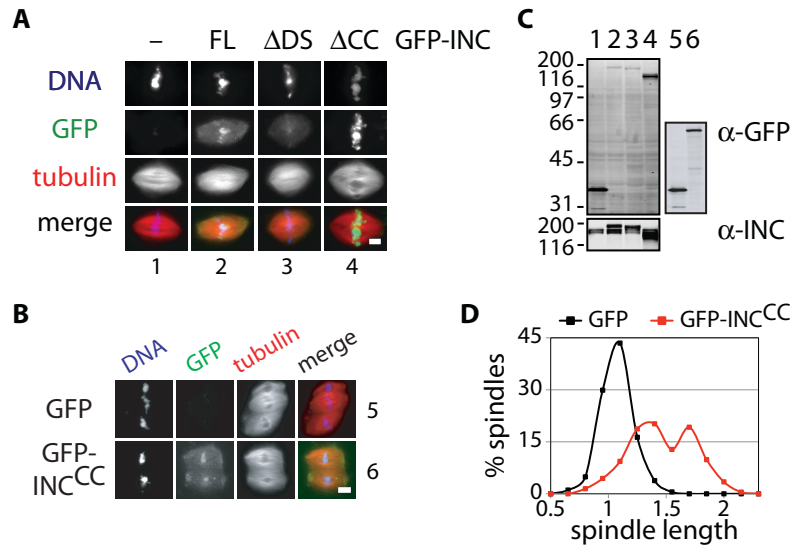 A
– FL ΔDS ΔCC GFP-INC
DNA
GFP
tubulin
merge
1 2 3 4
B
DNA GFP tubulin merge
GFP 5
GFP-
INCCC 6
C
1 2 3 4 5 6
200
116
97
66
45
31
α-GFP
200
116
α-INC
D
GFP GFP-INCCC
% spindles
45
30
15
0
0.5 1 1.5 2
spindle length